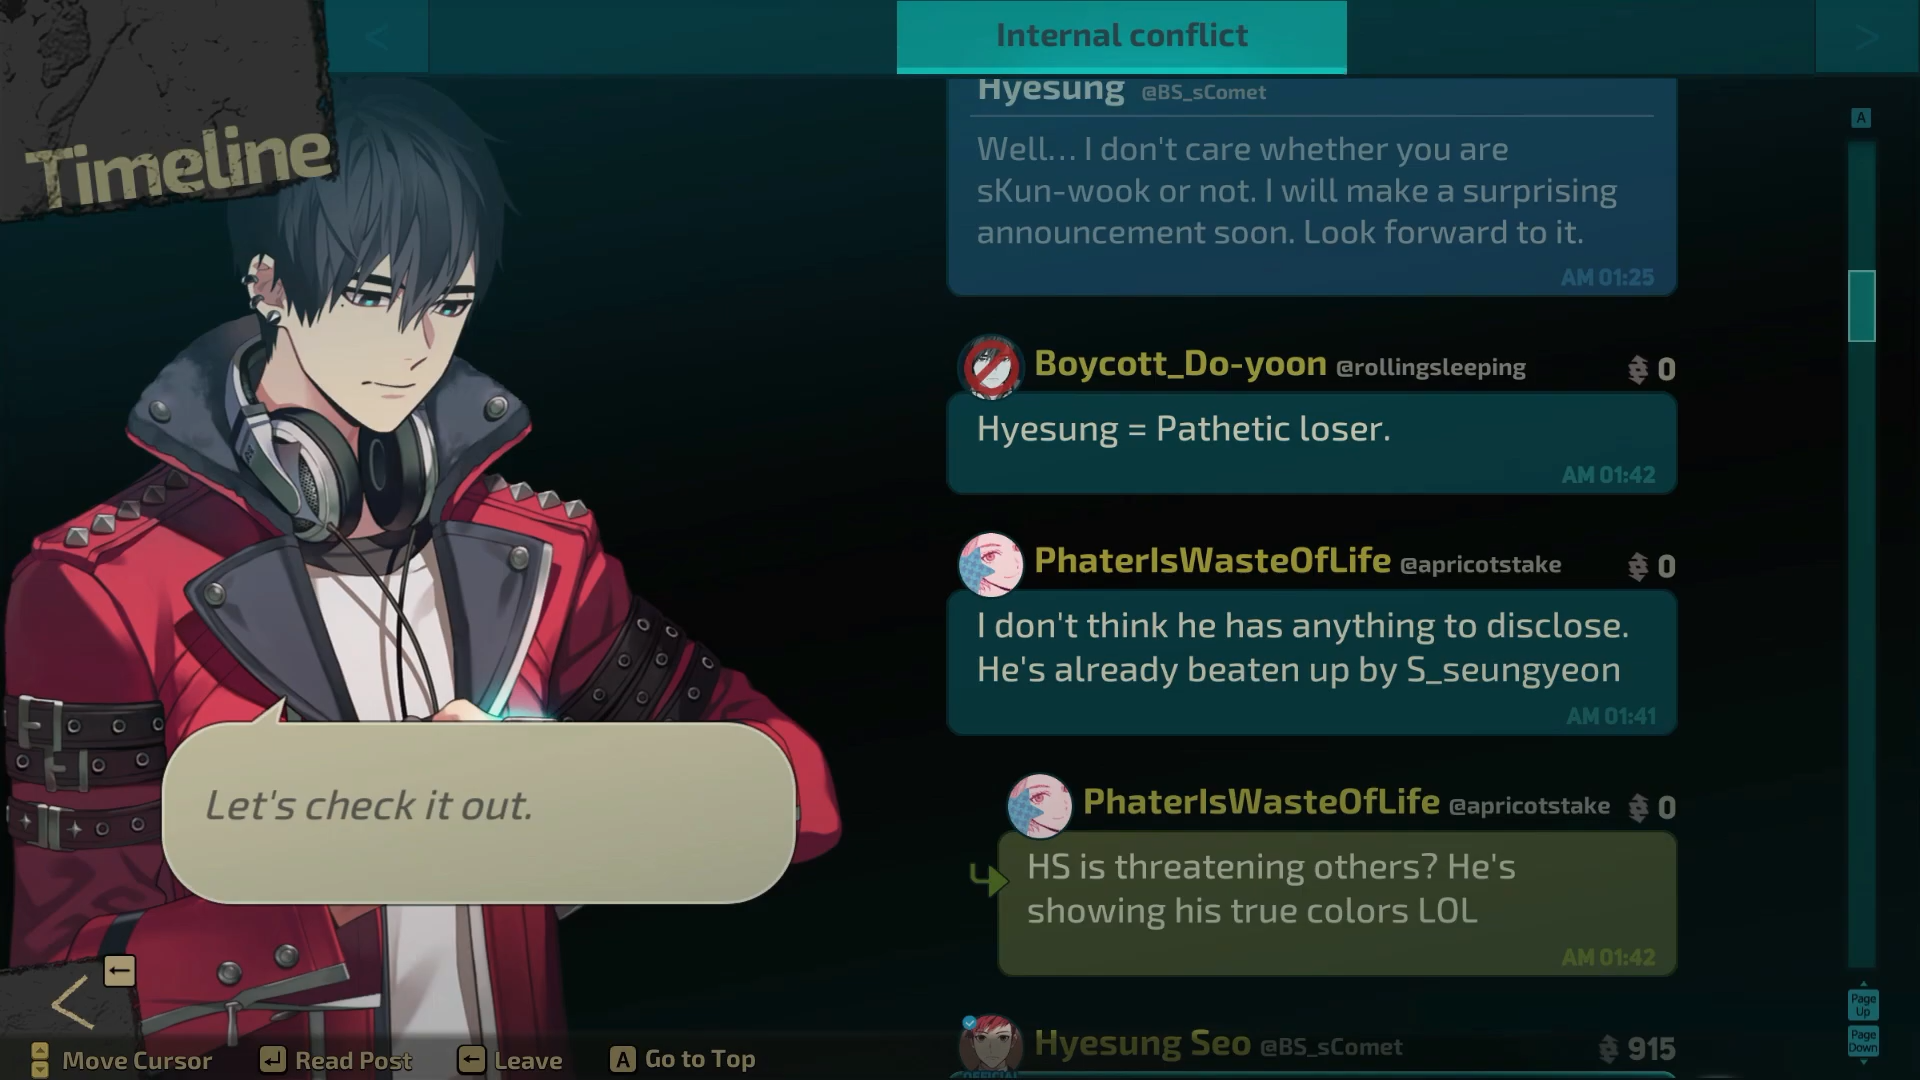 <
Internal conflict
>
Timeline
Hyesung @BS_sComet
Well... I don't care whether you are
sKun-wook or not. I will make a surprising
announcement soon. Look forward to it.
AM 01:25
A
Boycott_Do-yoon @rollingsleeping 0
Hyesung = Pathetic loser.
AM 01:42
PhaterIsWasteOfLife @apricotstake 0
I don't think he has anything to disclose.
He's already beaten up by S_seungyeon
AM 01:41
PhaterIsWasteOfLife @apricotstake 0
HS is threatening others? He's
showing his true colors LOL
AM 01:42
Let's check it out.
Hyesung Seo @BS_sComet 915
OFFICIAL
Page
Up
Page
Down
Move Cursor
Read Post
Leave
A Go to Top